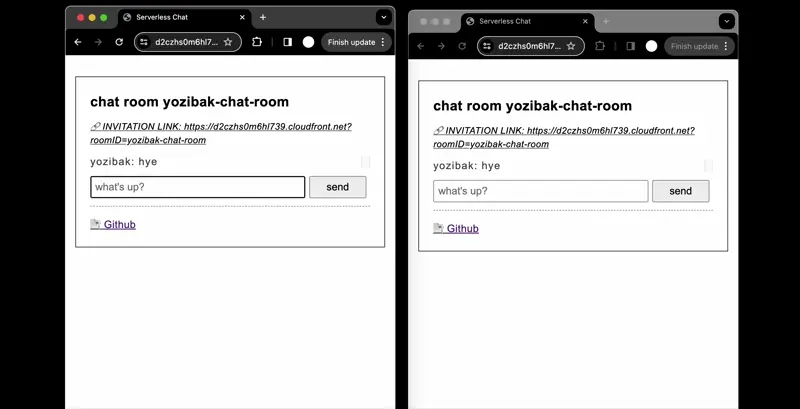 Serverless Chat
d2czhs0m6hl7...
Finish update
chat room yozibak-chat-room
INVITATION LINK: https://d2czhs0m6hl739.cloudfront.net?
roomID=yozibak-chat-room
yozibak: hye
what's up?
send
Github
Serverless Chat
d2czhs0m6hl7...
Finish update
chat room yozibak-chat-room
INVITATION LINK: https://d2czhs0m6hl739.cloudfront.net?
roomID=yozibak-chat-room
yozibak: hye
what's up?
send
Github